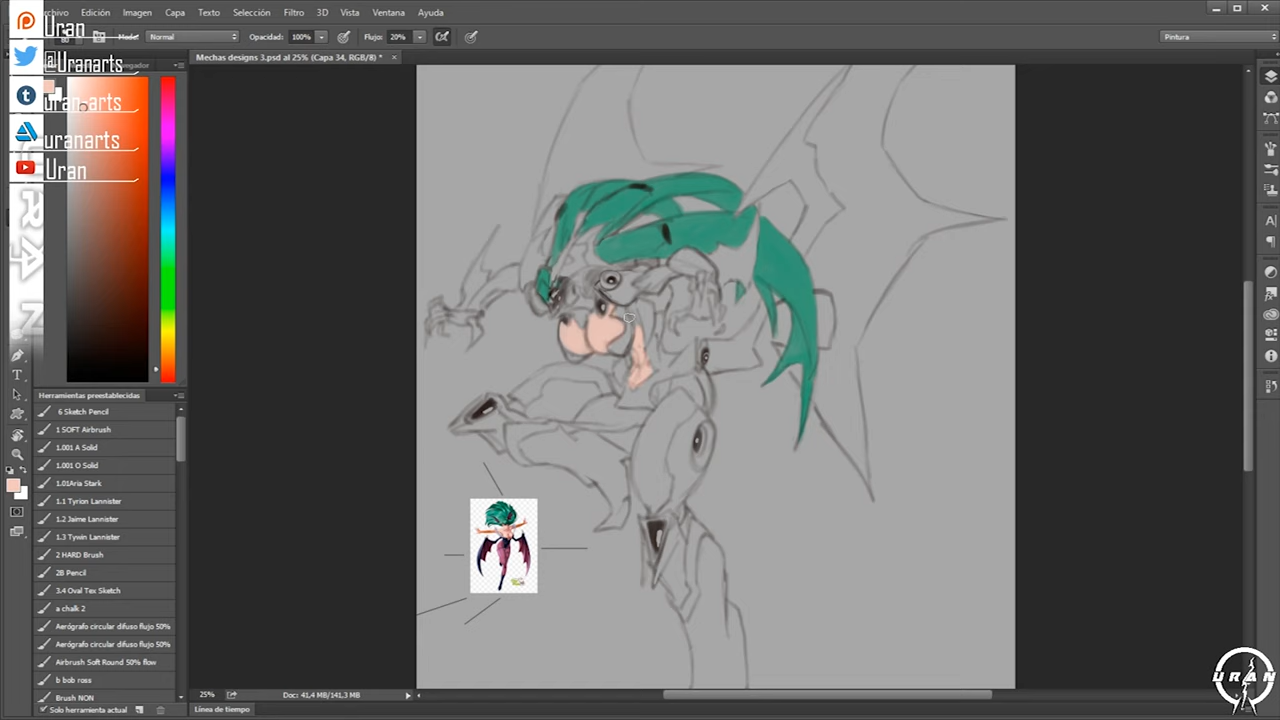 Archivo Edición Imagen Capa Texto Selección Filtro 3D Vista Ventana Ayuda
Uran
@Uranarts
uran-arts
uranarts
Uran
Modo: Normal Opacidad: 100% Flujo: 20% Pintura
Mechas designs 3.psd al 25% (Capa 34, RGB/8) * ×
Herramientas preestablecidas
6 Sketch Pencil
1 SOFT Airbrush
1.001 A Solid
1.001 O Solid
1.01Aria Stark
1.1 Tyrion Lannister
1.2 Jaime Lannister
1.3 Tywin Lannister
2 HARD Brush
2B Pencil
3.4 Oval Tex Sketch
a chalk 2
Aerógrafo circular difuso flujo 50%
Aerógrafo circular difuso flujo 50%
Airbrush Soft Round 50% flow
b bob ross
Brush NON
Solo herramienta actual
25% Doc: 41,4 MB/141,3 MB
Línea de tiempo
URAN